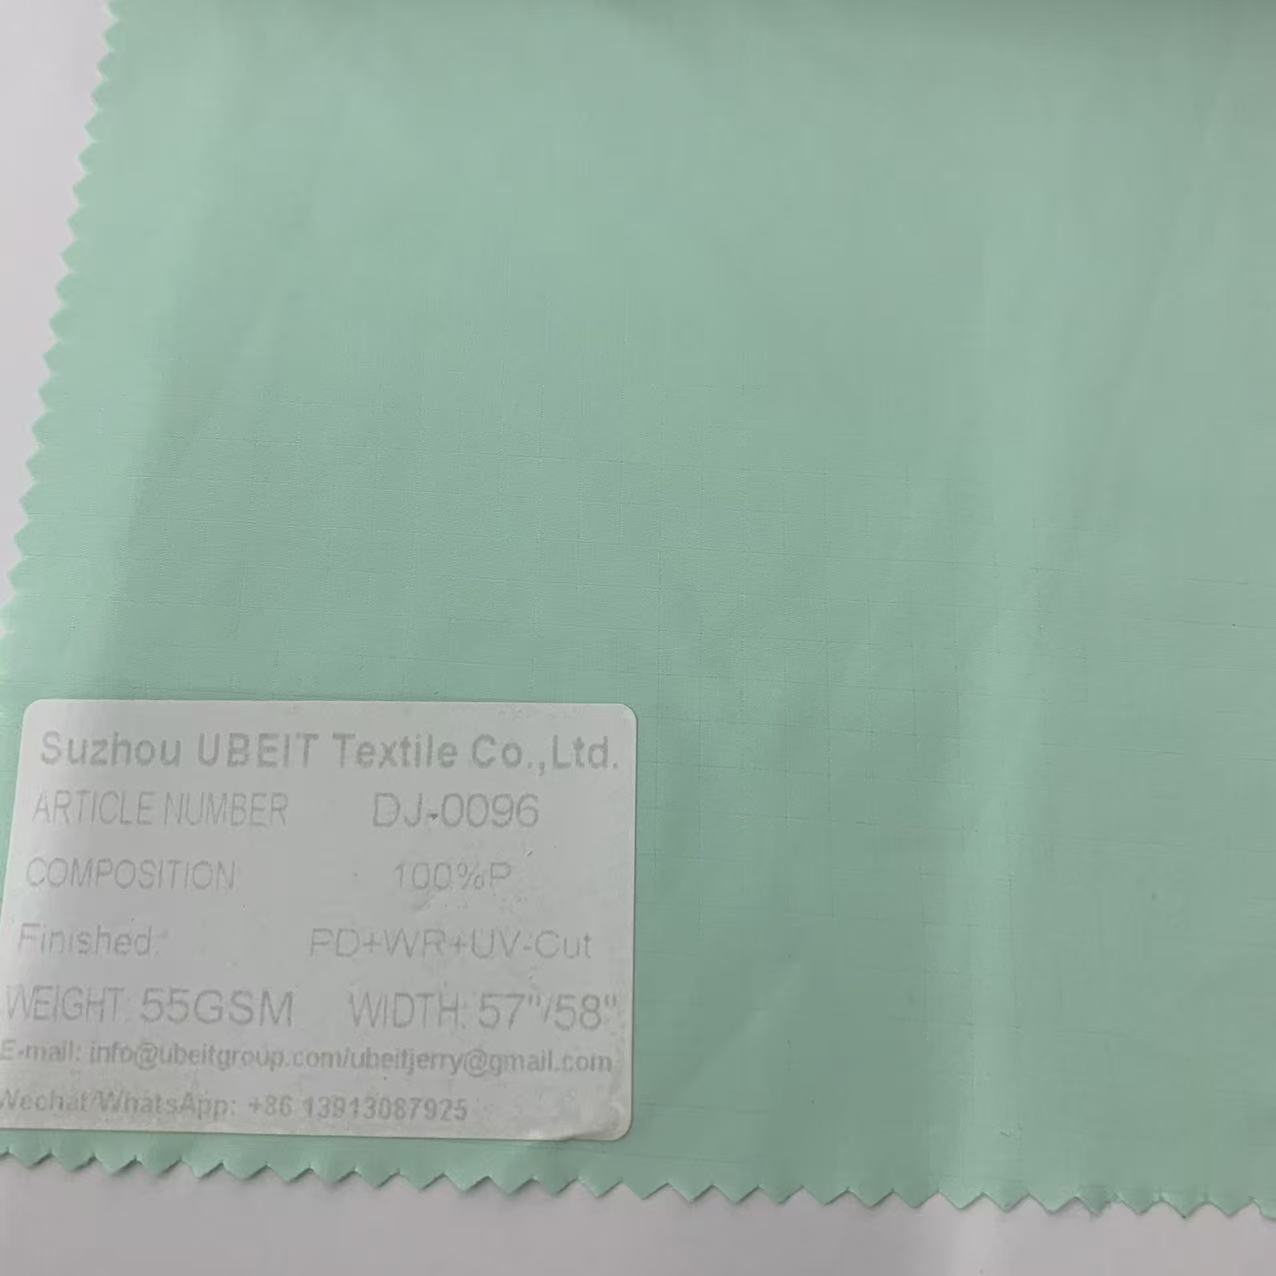 Suzhou UBEIT Textile Co.,Ltd.
ARTICLE NUMBER DJ-0096
COMPOSITION 100%P
Finished: PD+WR+UV-Cut
WEIGHT: 55GSM WIDTH: 57"/58"
E-mail: info@ubeitgroup.com/ubeitjerry@gmail.com
Wechat/WhatsApp: +86 13913087925